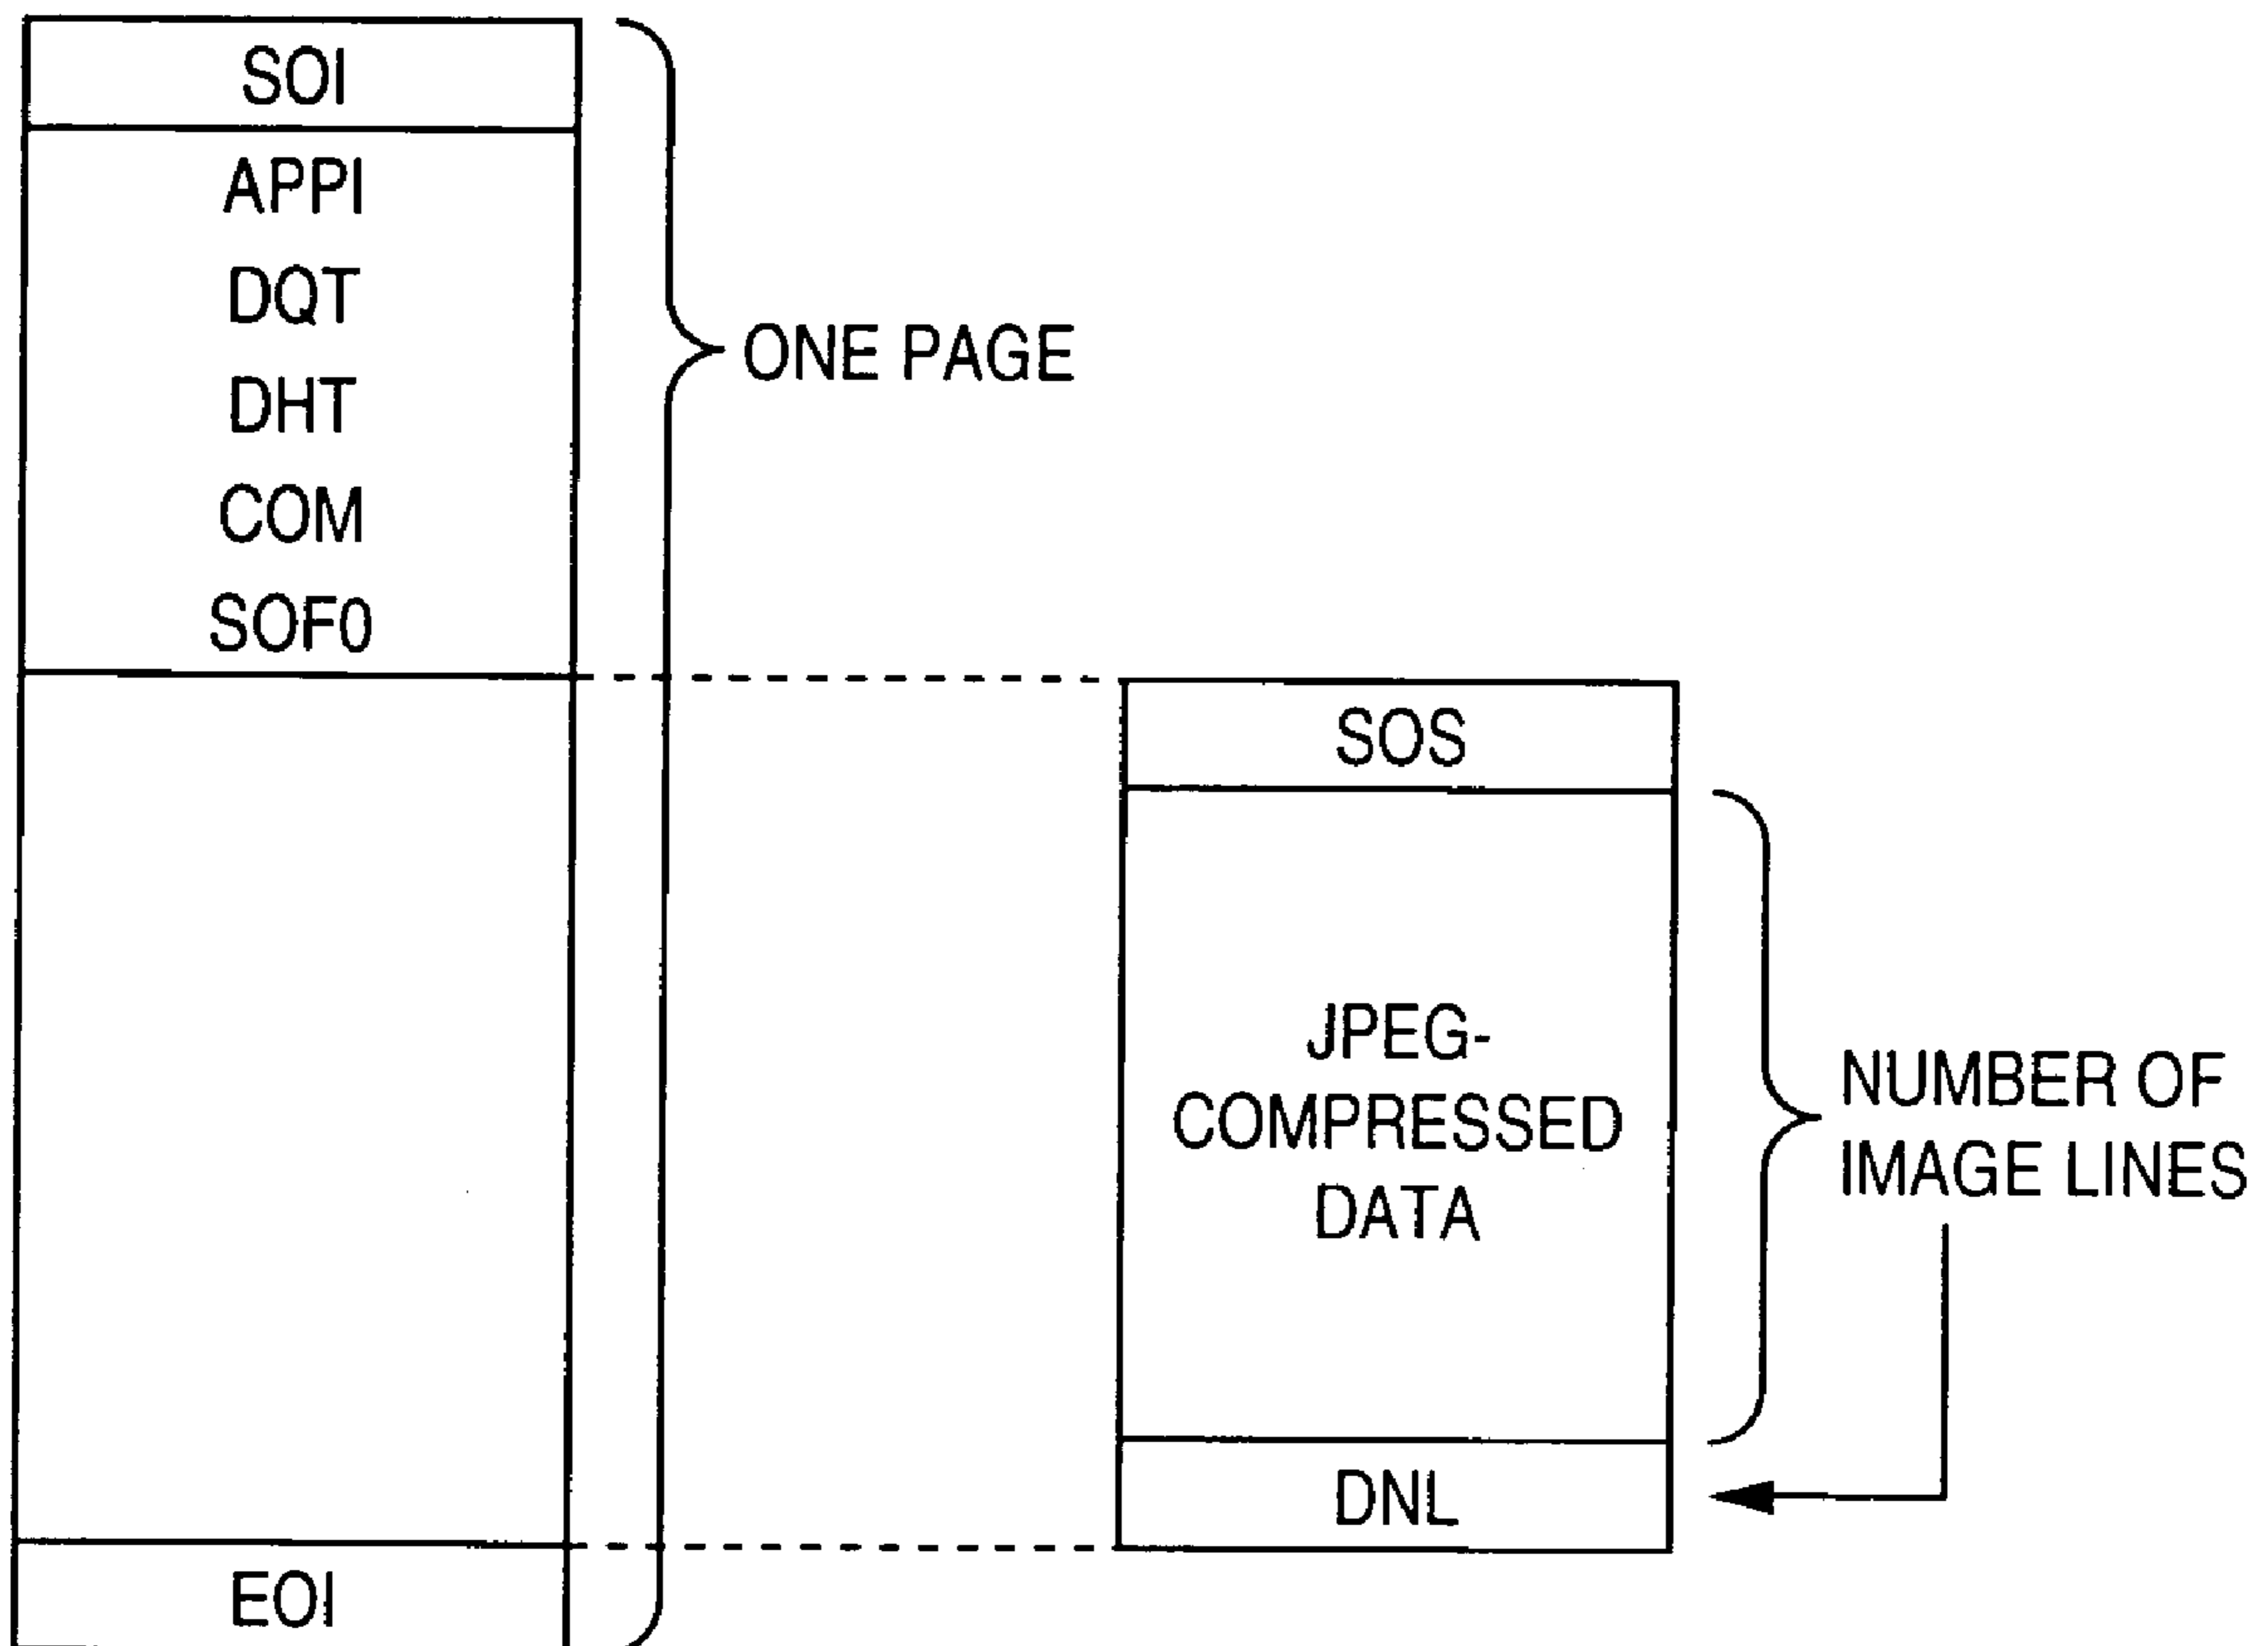 SOI
APPI
DQT
DHT
COM
SOF0
EOI
ONE PAGE
SOS
JPEG-
COMPRESSED
DATA
DNL
NUMBER OF
IMAGE LINES